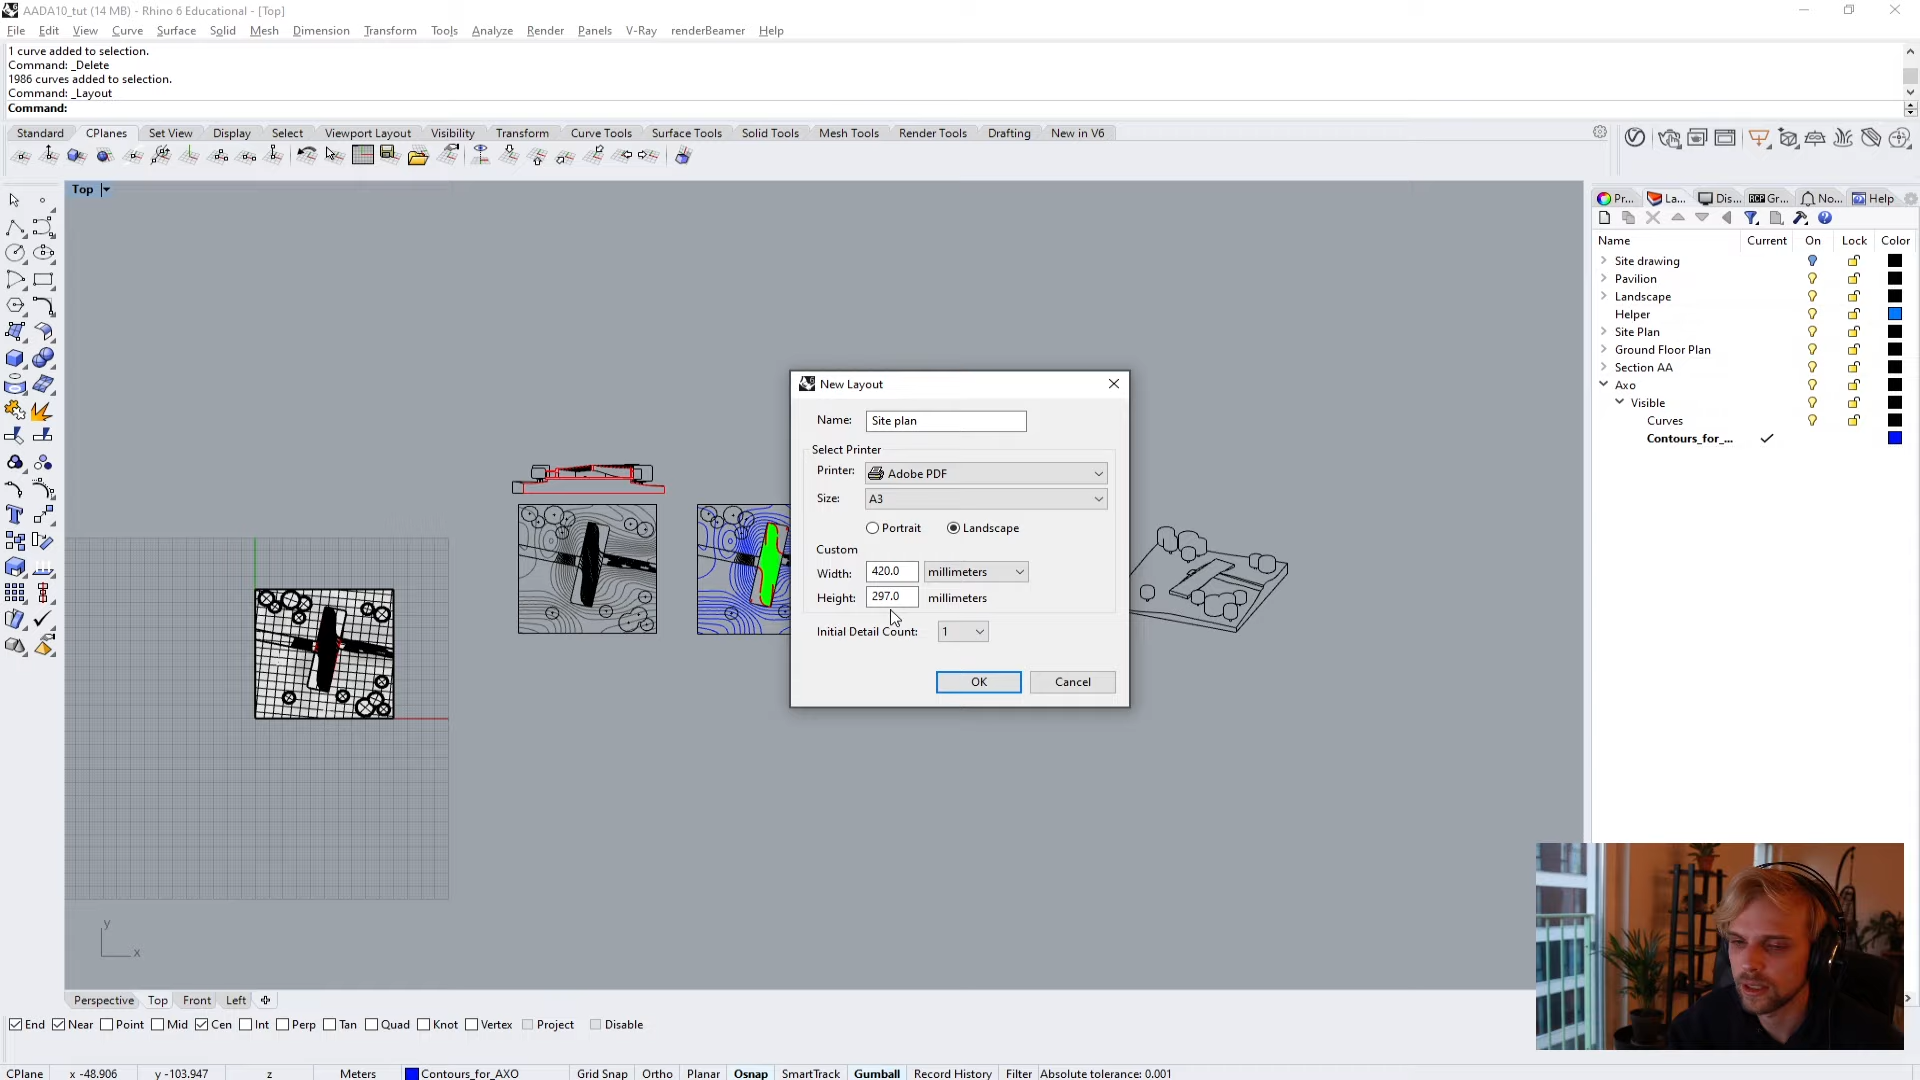 AADA10_tut (14 MB) - Rhino 6 Educational - [Top]
File Edit View Curve Surface Solid Mesh Dimension Transform Tools Analyze Render Panels V-Ray renderBeamer Help
1 curve added to selection.
Command: _Delete
1986 curves added to selection.
Command: _Layout
Command:
Standard CPlanes Set View Display Select Viewport Layout Visibility Transform Curve Tools Surface Tools Solid Tools Mesh Tools Render Tools Drafting New in V6
Top
Pr... La... Dis... Gr... No... Help
Name Current On Lock Color
Site drawing
Pavilion
Landscape
Helper
Site Plan
Ground Floor Plan
Section AA
Axo
Visible
Curves
Contours_for_...
New Layout
Name: Site plan
Select Printer
Printer: Adobe PDF
Size: A3
Portrait Landscape
Custom
Width: 420.0 millimeters
Height: 297.0 millimeters
Initial Detail Count: 1
OK Cancel
y
x
Perspective Top Front Left
End Near Point Mid Cen Int Perp Tan Quad Knot Vertex Project Disable
CPlane x -48.906 y -103.947 z Meters Contours_for_AXO Grid Snap Ortho Planar Osnap SmartTrack Gumball Record History Filter Absolute tolerance: 0.001